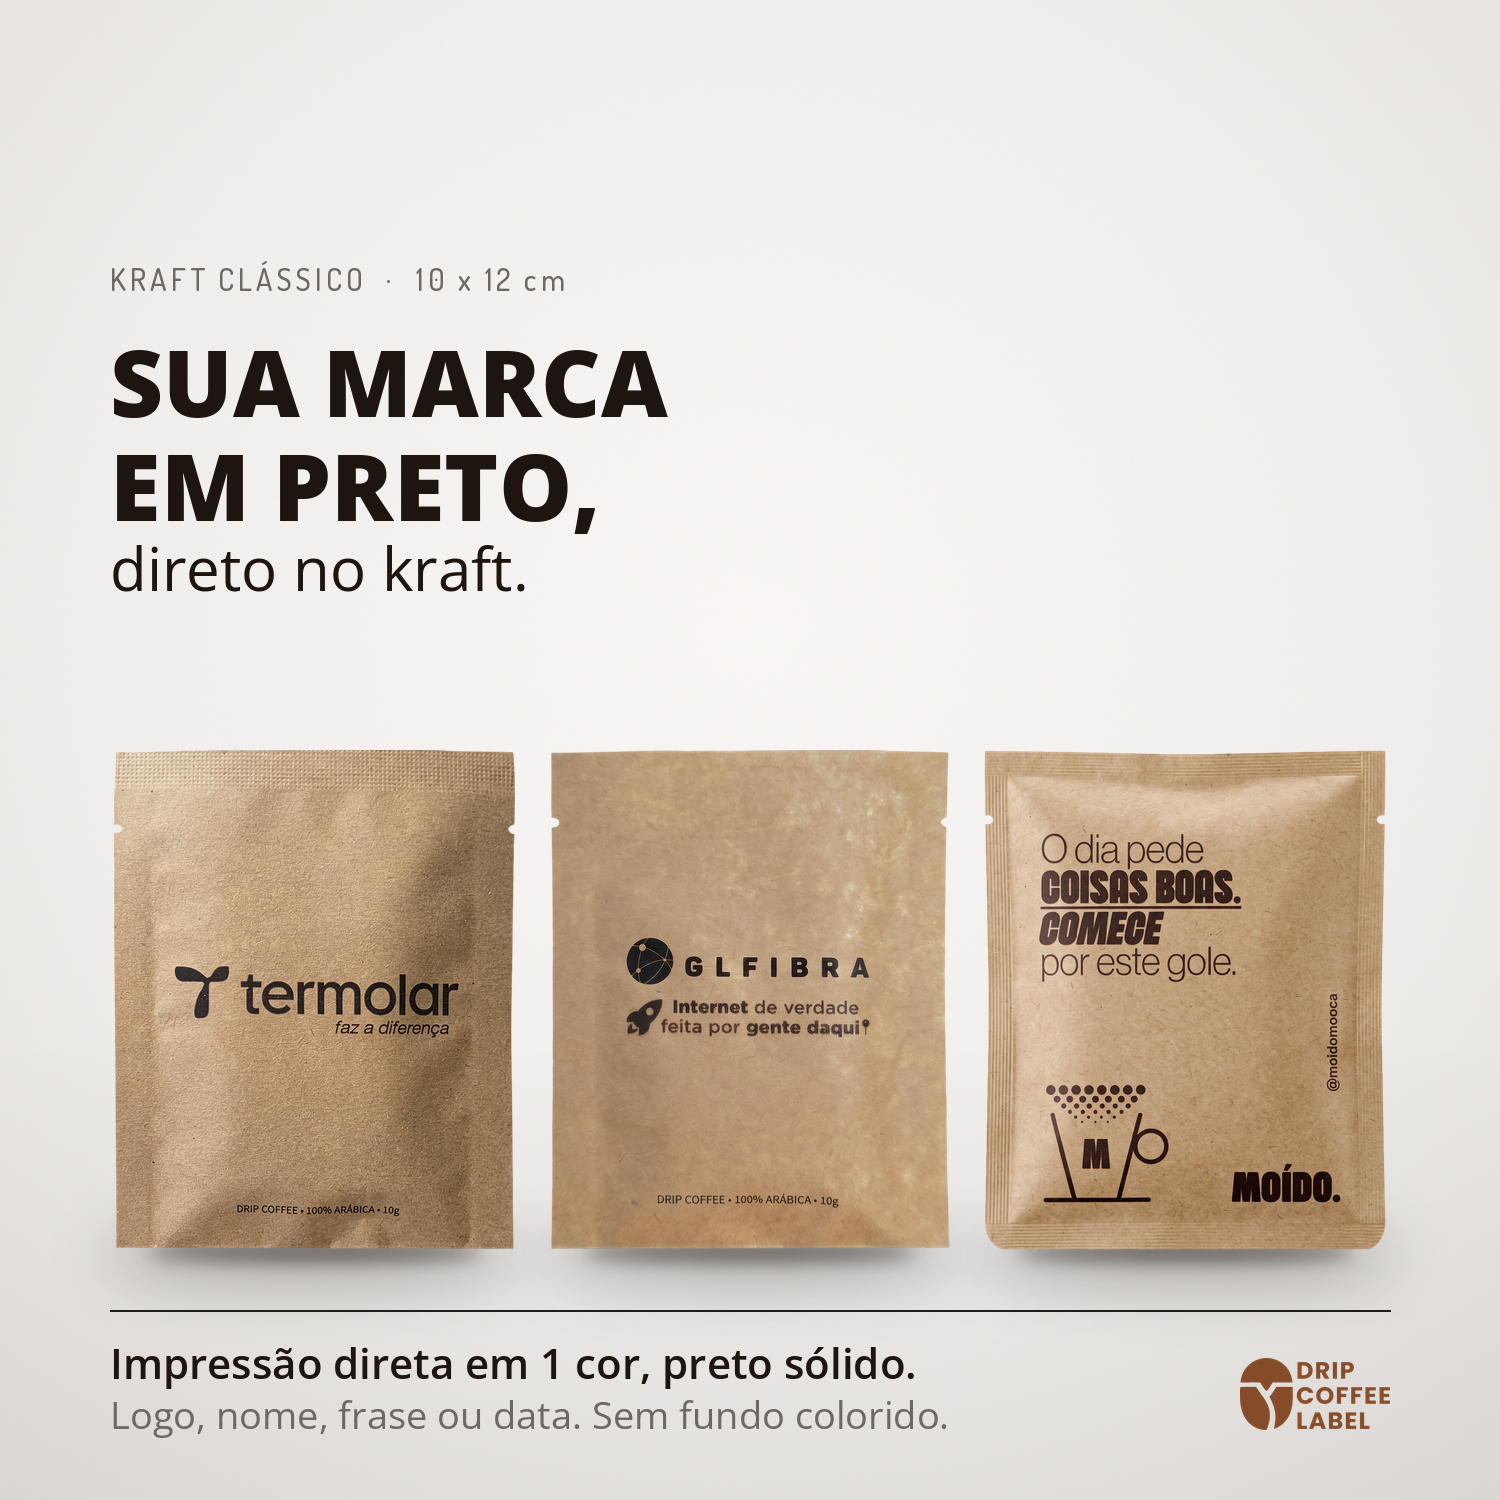 KRAFT CLÁSSICO · 10 x 12 cm
SUA MARCA
EM PRETO,
direto no kraft.
termolar
faz a diferença
DRIP COFFEE • 100% ARÁBICA • 10g
GLFIBRA
Internet de verdade
feita por gente daqui
DRIP COFFEE • 100% ARÁBICA • 10g
O dia pede
COISAS BOAS.
COMECE
por este gole.
@moidomooca
M
MOÍDO.
Impressão direta em 1 cor, preto sólido.
Logo, nome, frase ou data. Sem fundo colorido.
DRIP
COFFEE
LABEL